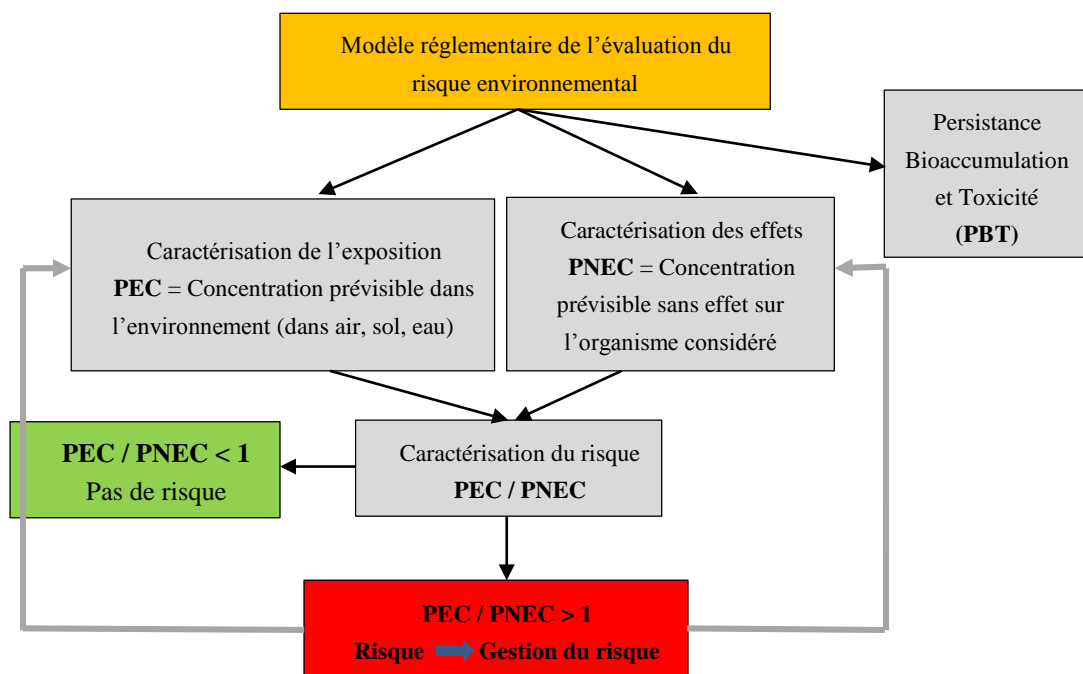 Modèle réglementaire de l’évaluation du
risque environnemental
Persistance
Bioaccumulation
et Toxicité
(PBT)
Caractérisation de l’exposition
PEC = Concentration prévisible dans
l’environnement (dans air, sol, eau)
Caractérisation des effets
PNEC = Concentration
prévisible sans effet sur
l’organisme considéré
PEC / PNEC < 1
Pas de risque
Caractérisation du risque
PEC / PNEC
PEC / PNEC > 1
Risque Gestion du risque